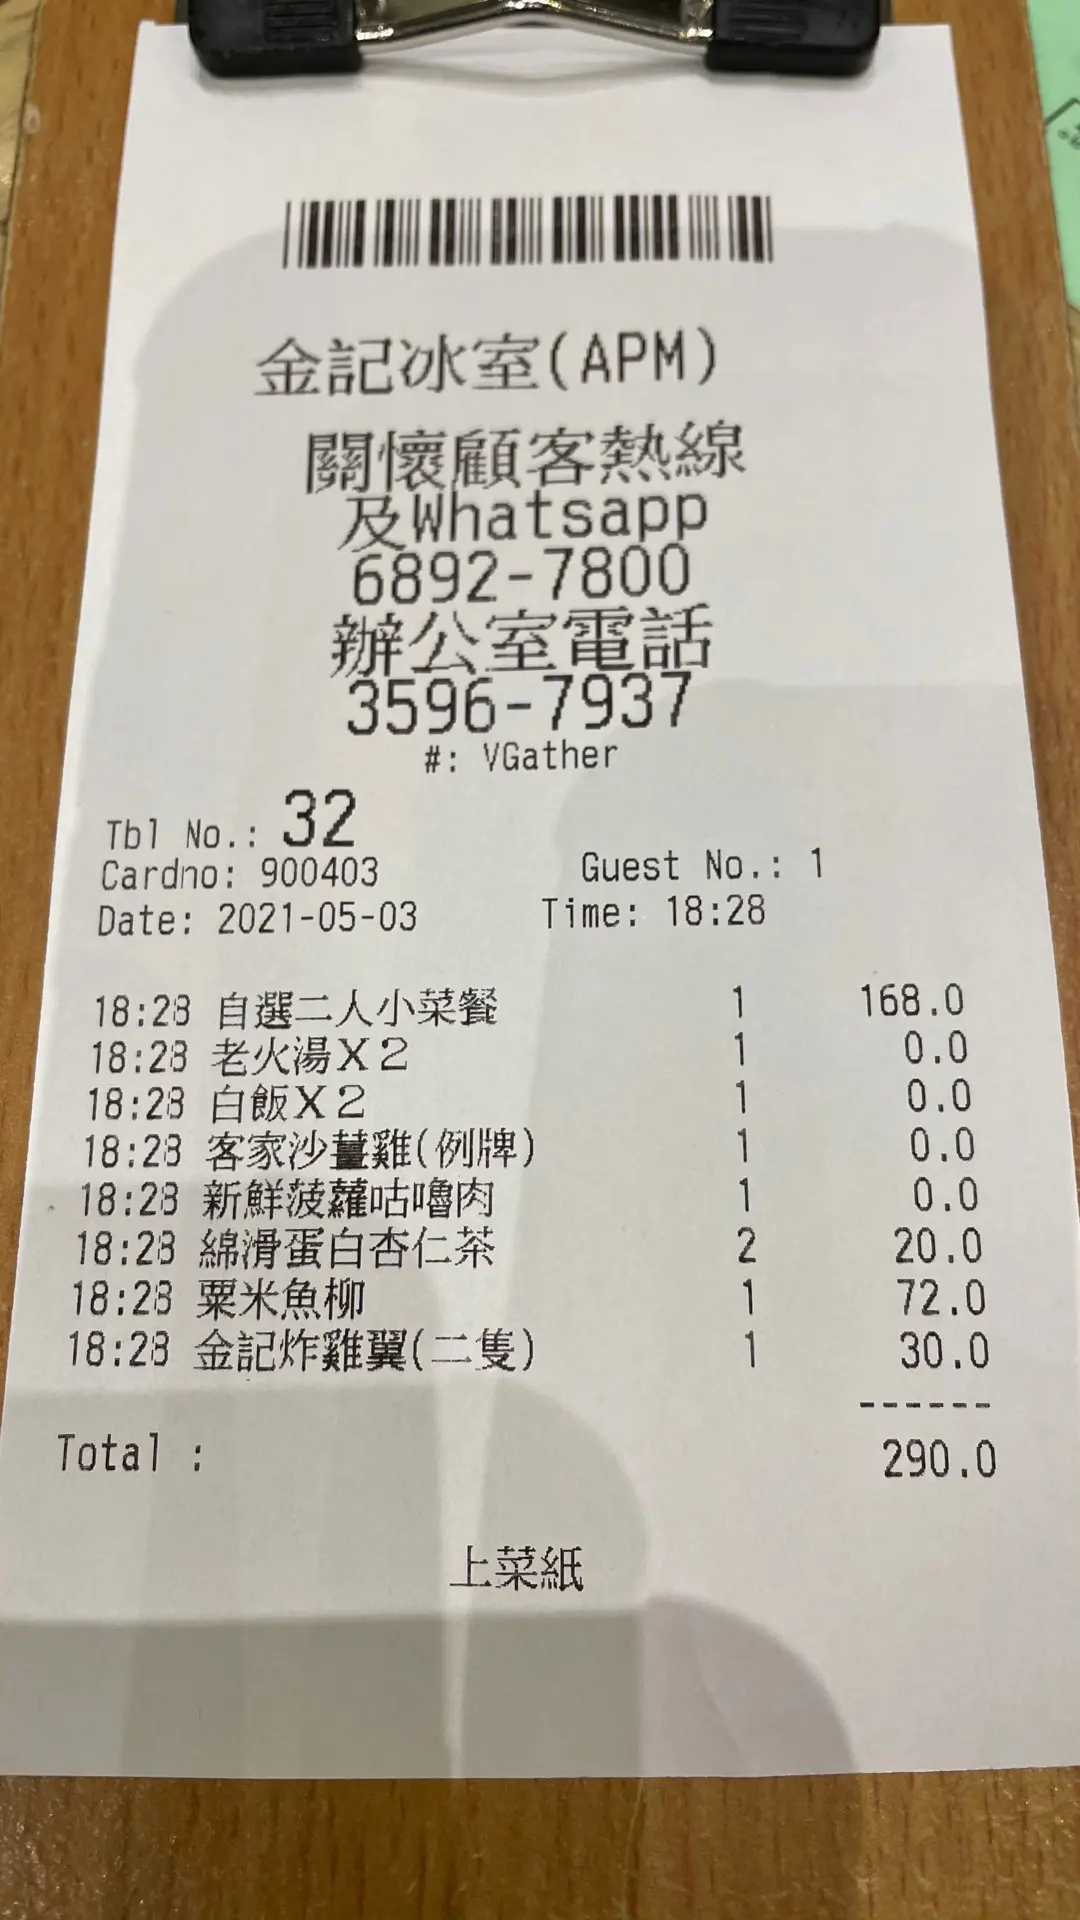 金記冰室(APM)
關懷顧客熱線
及Whatsapp
6892-7800
辦公室電話
3596-7937
#: VGather
Tbl No.: 32
Cardno: 900403 Guest No.: 1
Date: 2021-05-03 Time: 18:28
18:28 自選二人小菜餐 1 168.0
18:28 老火湯X2 1 0.0
18:28 白飯X2 1 0.0
18:28 客家沙薑雞(例牌) 1 0.0
18:28 新鮮菠蘿咕嚕肉 1 0.0
18:28 綿滑蛋白杏仁茶 2 20.0
18:28 粟米魚柳 1 72.0
18:28 金記炸雞翼(二隻) 1 30.0
------
Total : 290.0
上菜紙